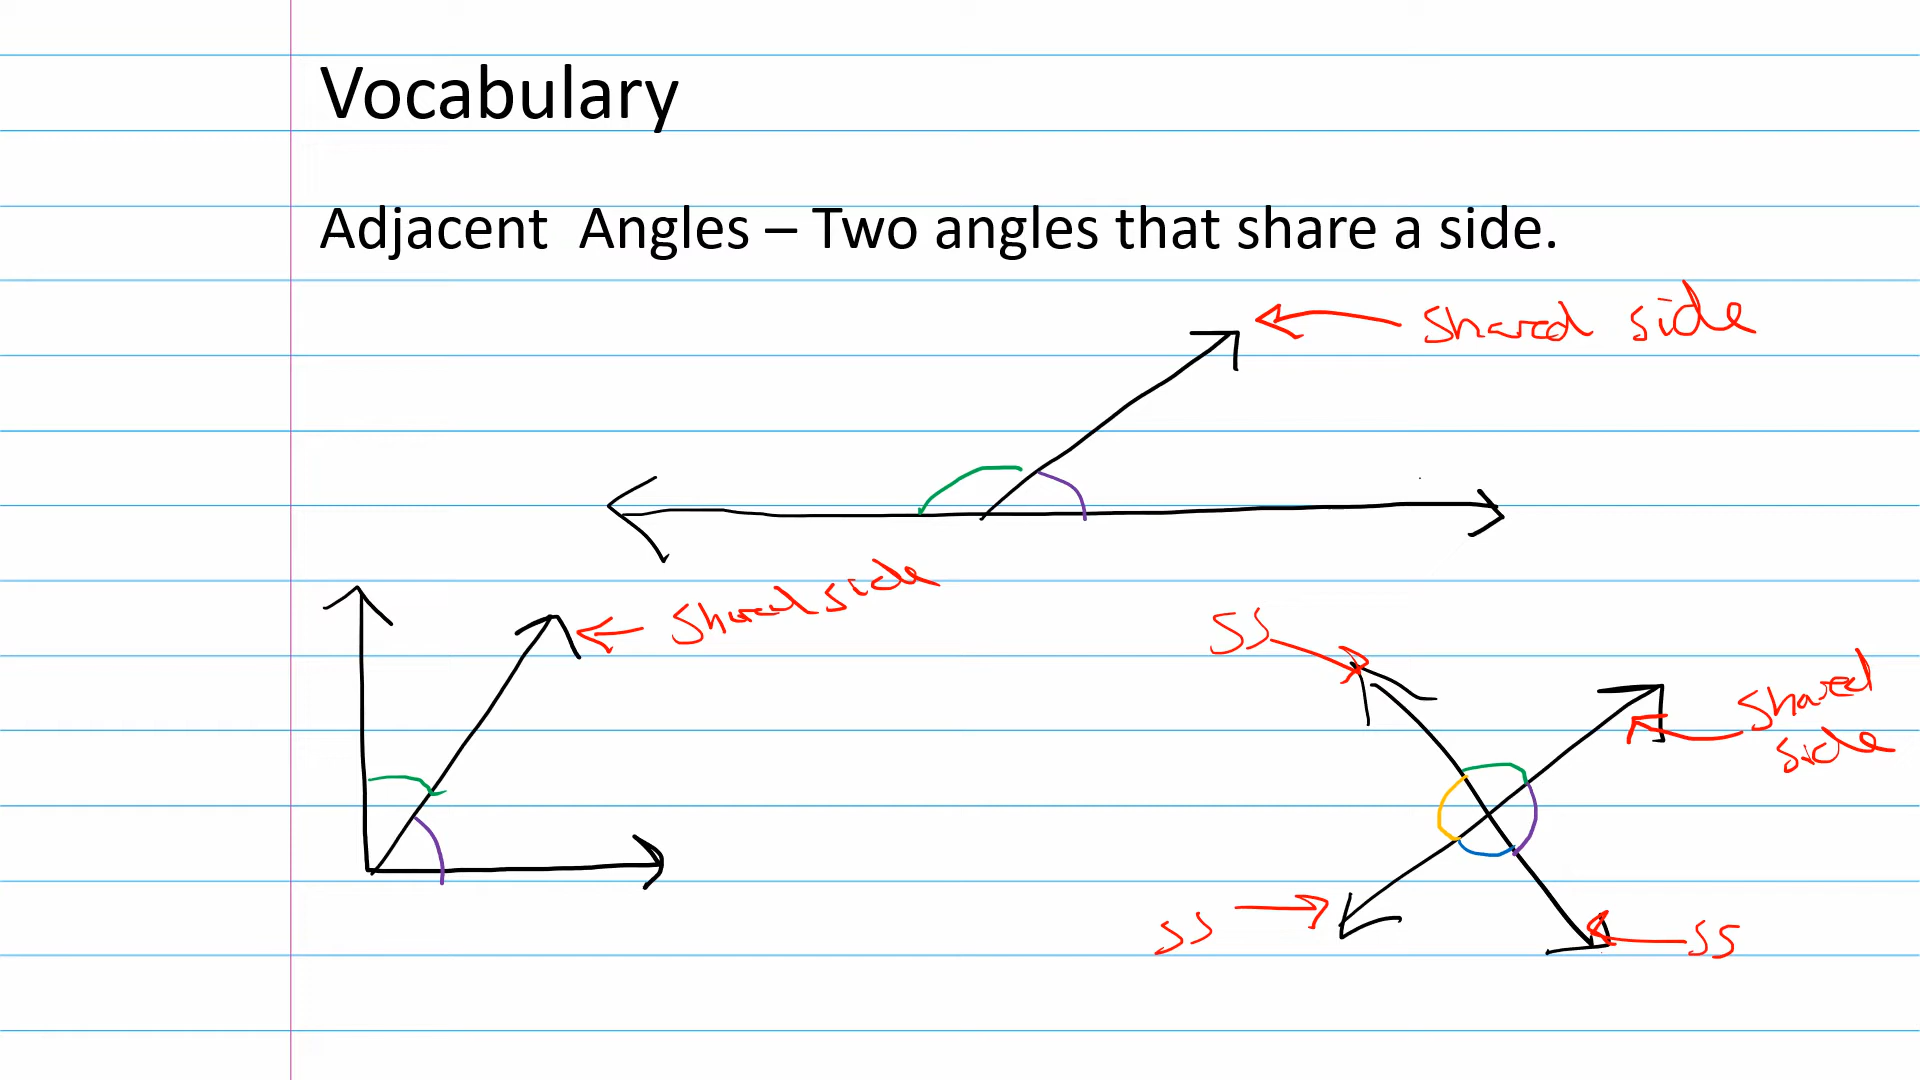 Vocabulary
Adjacent Angles – Two angles that share a side.
shared side
shared side
SS
shared
side
SS
SS